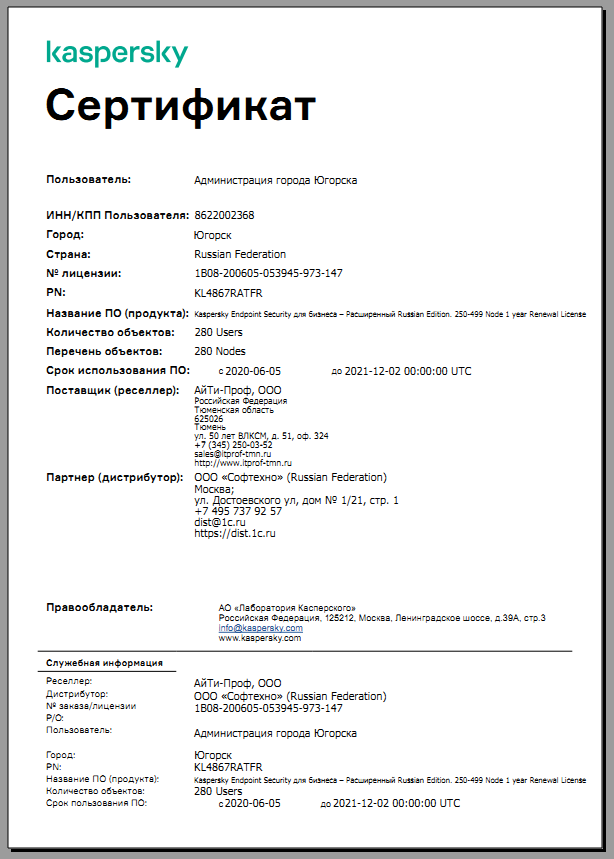 kaspersky
Сертификат
Пользователь: Администрация города Югорска
ИНН/КПП Пользователя: 8622002368
Город: Югорск
Страна: Russian Federation
№ лицензии: 1B08-200605-053945-973-147
PN: KL4867RATFR
Название ПО (продукта): Kaspersky Endpoint Security для бизнеса – Расширенный Russian Edition. 250-499 Node 1 year Renewal License
Количество объектов: 280 Users
Перечень объектов: 280 Nodes
Срок использования ПО: с 2020-06-05 до 2021-12-02 00:00:00 UTC
Поставщик (реселлер): АйТи-Проф, ООО
Российская Федерация
Тюменская область
625026
Тюмень
ул. 50 лет ВЛКСМ, д. 51, оф. 324
+7 (345) 250-03-52
sales@itprof-tmn.ru
http://www.itprof-tmn.ru
Партнер (дистрибутор): ООО «Софтехно» (Russian Federation)
Москва;
ул. Достоевского ул, дом № 1/21, стр. 1
+7 495 737 92 57
dist@1c.ru
https://dist.1c.ru
Правообладатель: АО «Лаборатория Касперского»
Российская Федерация, 125212, Москва, Ленинградское шоссе, д.39А, стр.3
info@kaspersky.com
www.kaspersky.com
Служебная информация
Реселлер: АйТи-Проф, ООО
Дистрибутор: ООО «Софтехно» (Russian Federation)
№ заказа/лицензии 1B08-200605-053945-973-147
P/O:
Пользователь: Администрация города Югорска
Город: Югорск
PN: KL4867RATFR
Название ПО (продукта): Kaspersky Endpoint Security для бизнеса – Расширенный Russian Edition. 250-499 Node 1 year Renewal License
Количество объектов: 280 Users
Срок пользования ПО: с 2020-06-05 до 2021-12-02 00:00:00 UTC